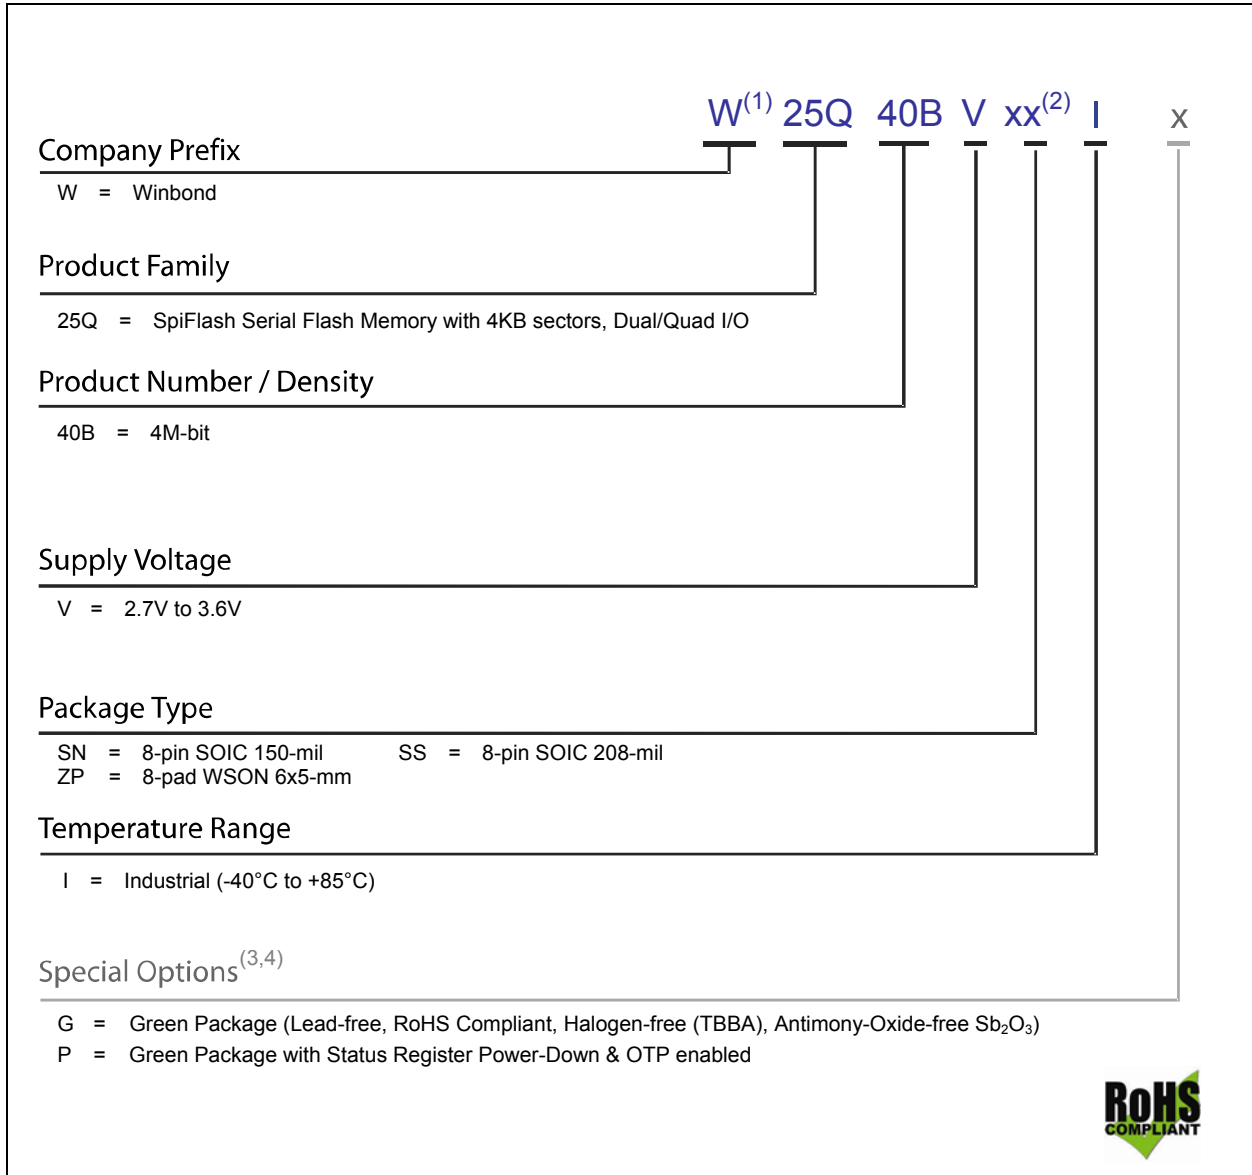 W(1) 25Q 40B V xx(2) I x
Company Prefix
W = Winbond
Product Family
25Q = SpiFlash Serial Flash Memory with 4KB sectors, Dual/Quad I/O
Product Number / Density
40B = 4M-bit
Supply Voltage
V = 2.7V to 3.6V
Package Type
SN = 8-pin SOIC 150-mil SS = 8-pin SOIC 208-mil
ZP = 8-pad WSON 6x5-mm
Temperature Range
I = Industrial (-40°C to +85°C)
Special Options(3,4)
G = Green Package (Lead-free, RoHS Compliant, Halogen-free (TBBA), Antimony-Oxide-free Sb₂O₃)
P = Green Package with Status Register Power-Down & OTP enabled
RoHS
COMPLIANT